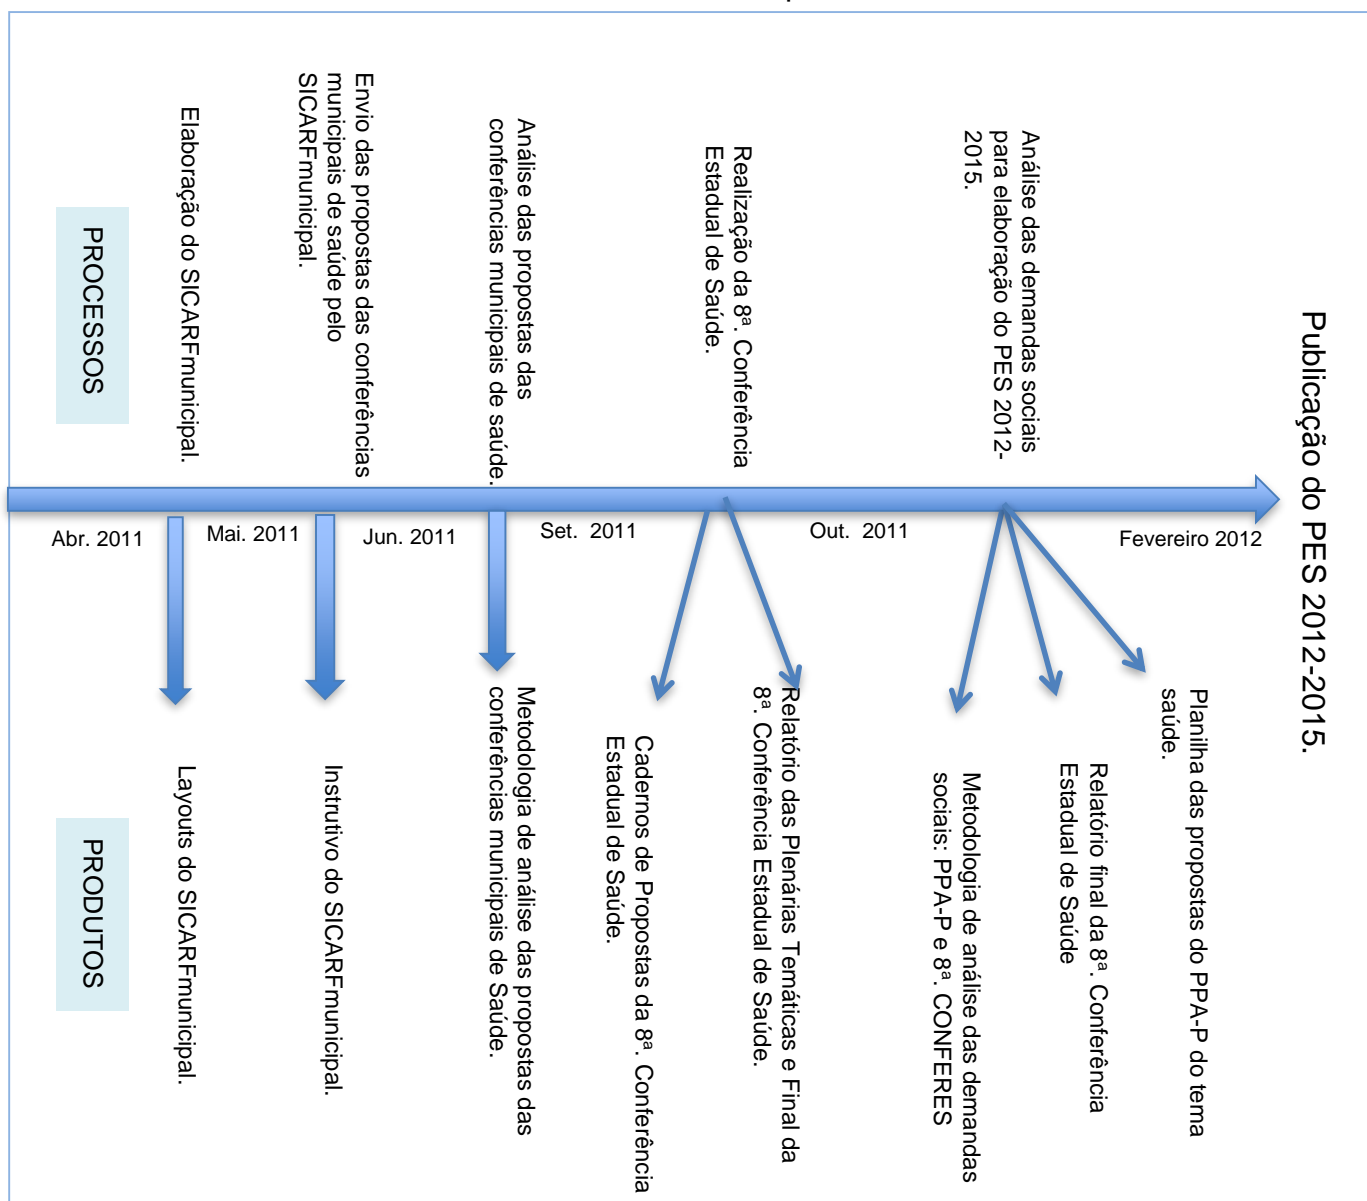 PROCESSOS
Elaboração do SICARFmunicipal.
Envio das propostas das conferências
municipais de saúde pelo
SICARFmunicipal.
Análise das propostas das
conferências municipais de saúde.
Realização da 8ª. Conferência
Estadual de Saúde.
Análise das demandas sociais
para elaboração do PES 2012-
2015.
Publicação do PES 2012-2015.
Abr. 2011
Mai. 2011
Jun. 2011
Set. 2011
Out. 2011
Fevereiro 2012
PRODUTOS
Layouts do SICARFmunicipal.
Instrutivo do SICARFmunicipal.
Metodologia de análise das propostas das
conferências municipais de Saúde.
Cadernos de Propostas da 8ª. Conferência
Estadual de Saúde.
Relatório das Plenárias Temáticas e Final da
8ª. Conferência Estadual de Saúde.
Metodologia de análise das demandas
sociais: PPA-P e 8ª. CONFERES
Relatório final da 8ª. Conferência
Estadual de Saúde
Planilha das propostas do PPA-P do tema
saúde.